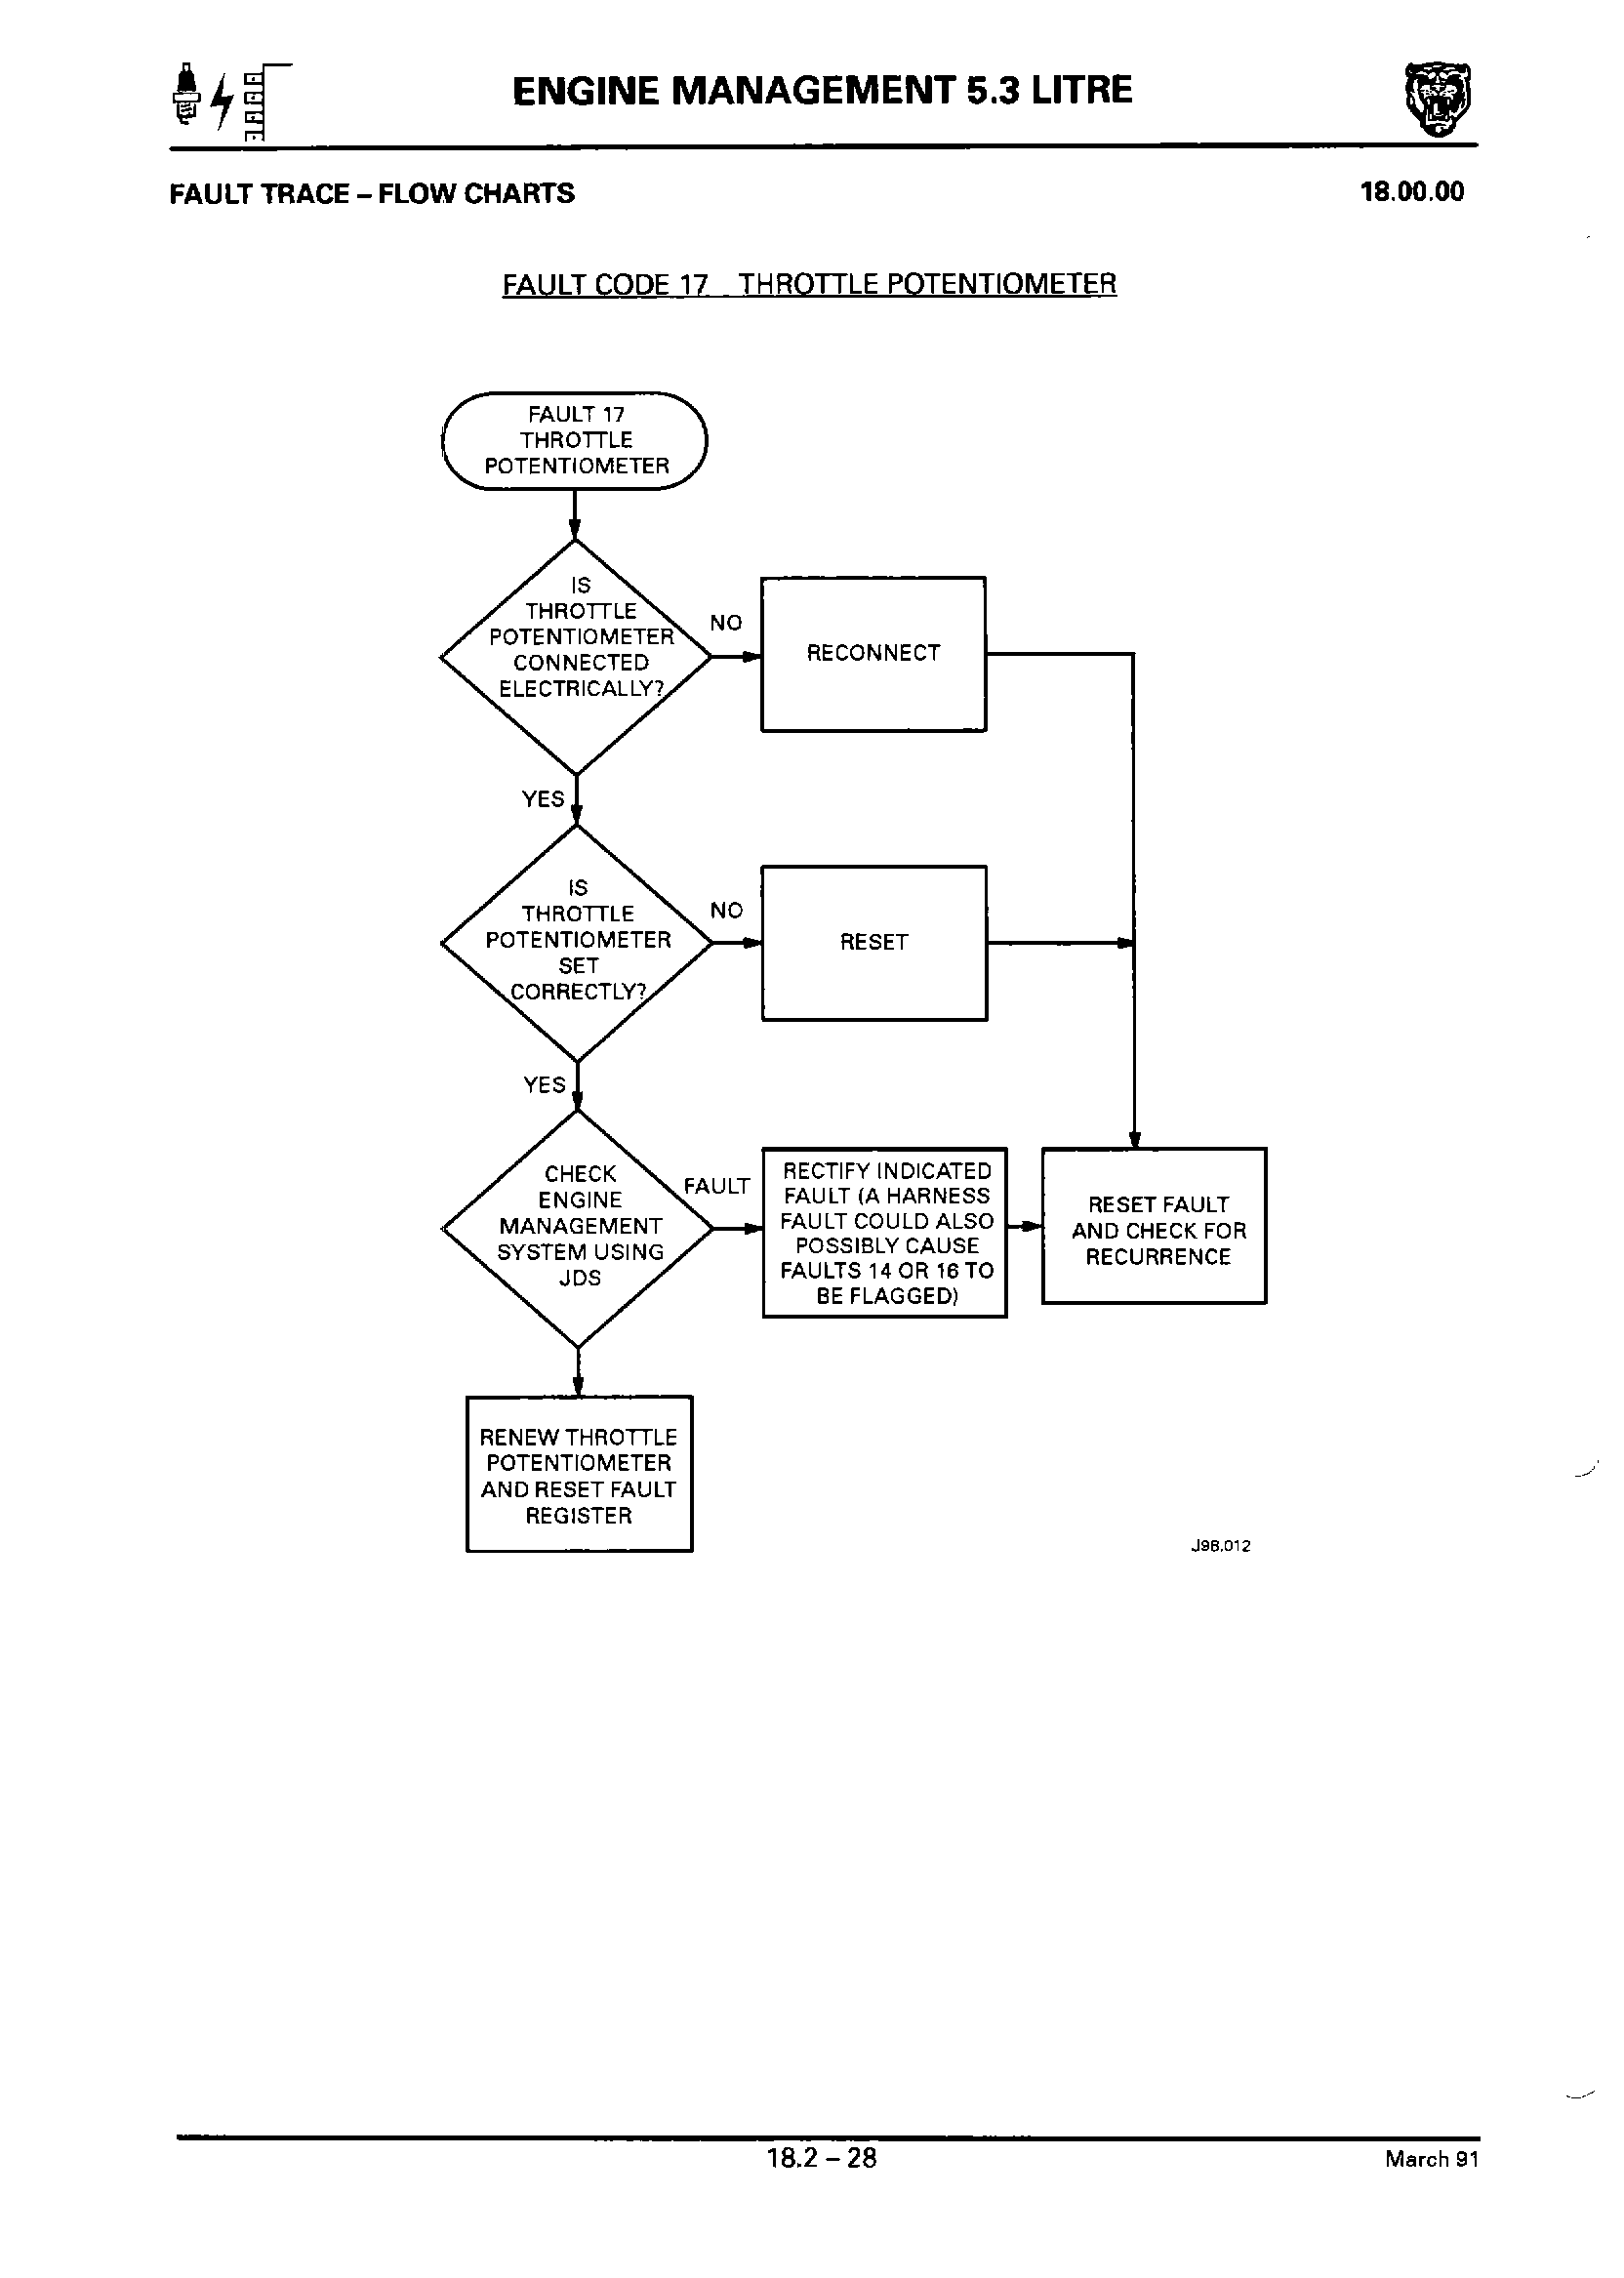 ENGINE MANAGEMENT 5.3 LITRE
FAULT TRACE – FLOW CHARTS
18.00.00
FAULT CODE 17 THROTTLE POTENTIOMETER
FAULT 17
THROTTLE
POTENTIOMETER
IS
THROTTLE
POTENTIOMETER
CONNECTED
ELECTRICALLY?
NO
RECONNECT
YES
IS
THROTTLE
POTENTIOMETER
SET
CORRECTLY?
NO
RESET
YES
CHECK
ENGINE
MANAGEMENT
SYSTEM USING
JDS
FAULT
RECTIFY INDICATED
FAULT (A HARNESS
FAULT COULD ALSO
POSSIBLY CAUSE
FAULTS 14 OR 16 TO
BE FLAGGED)
RESET FAULT
AND CHECK FOR
RECURRENCE
RENEW THROTTLE
POTENTIOMETER
AND RESET FAULT
REGISTER
J98.012
18.2 – 28
March 91